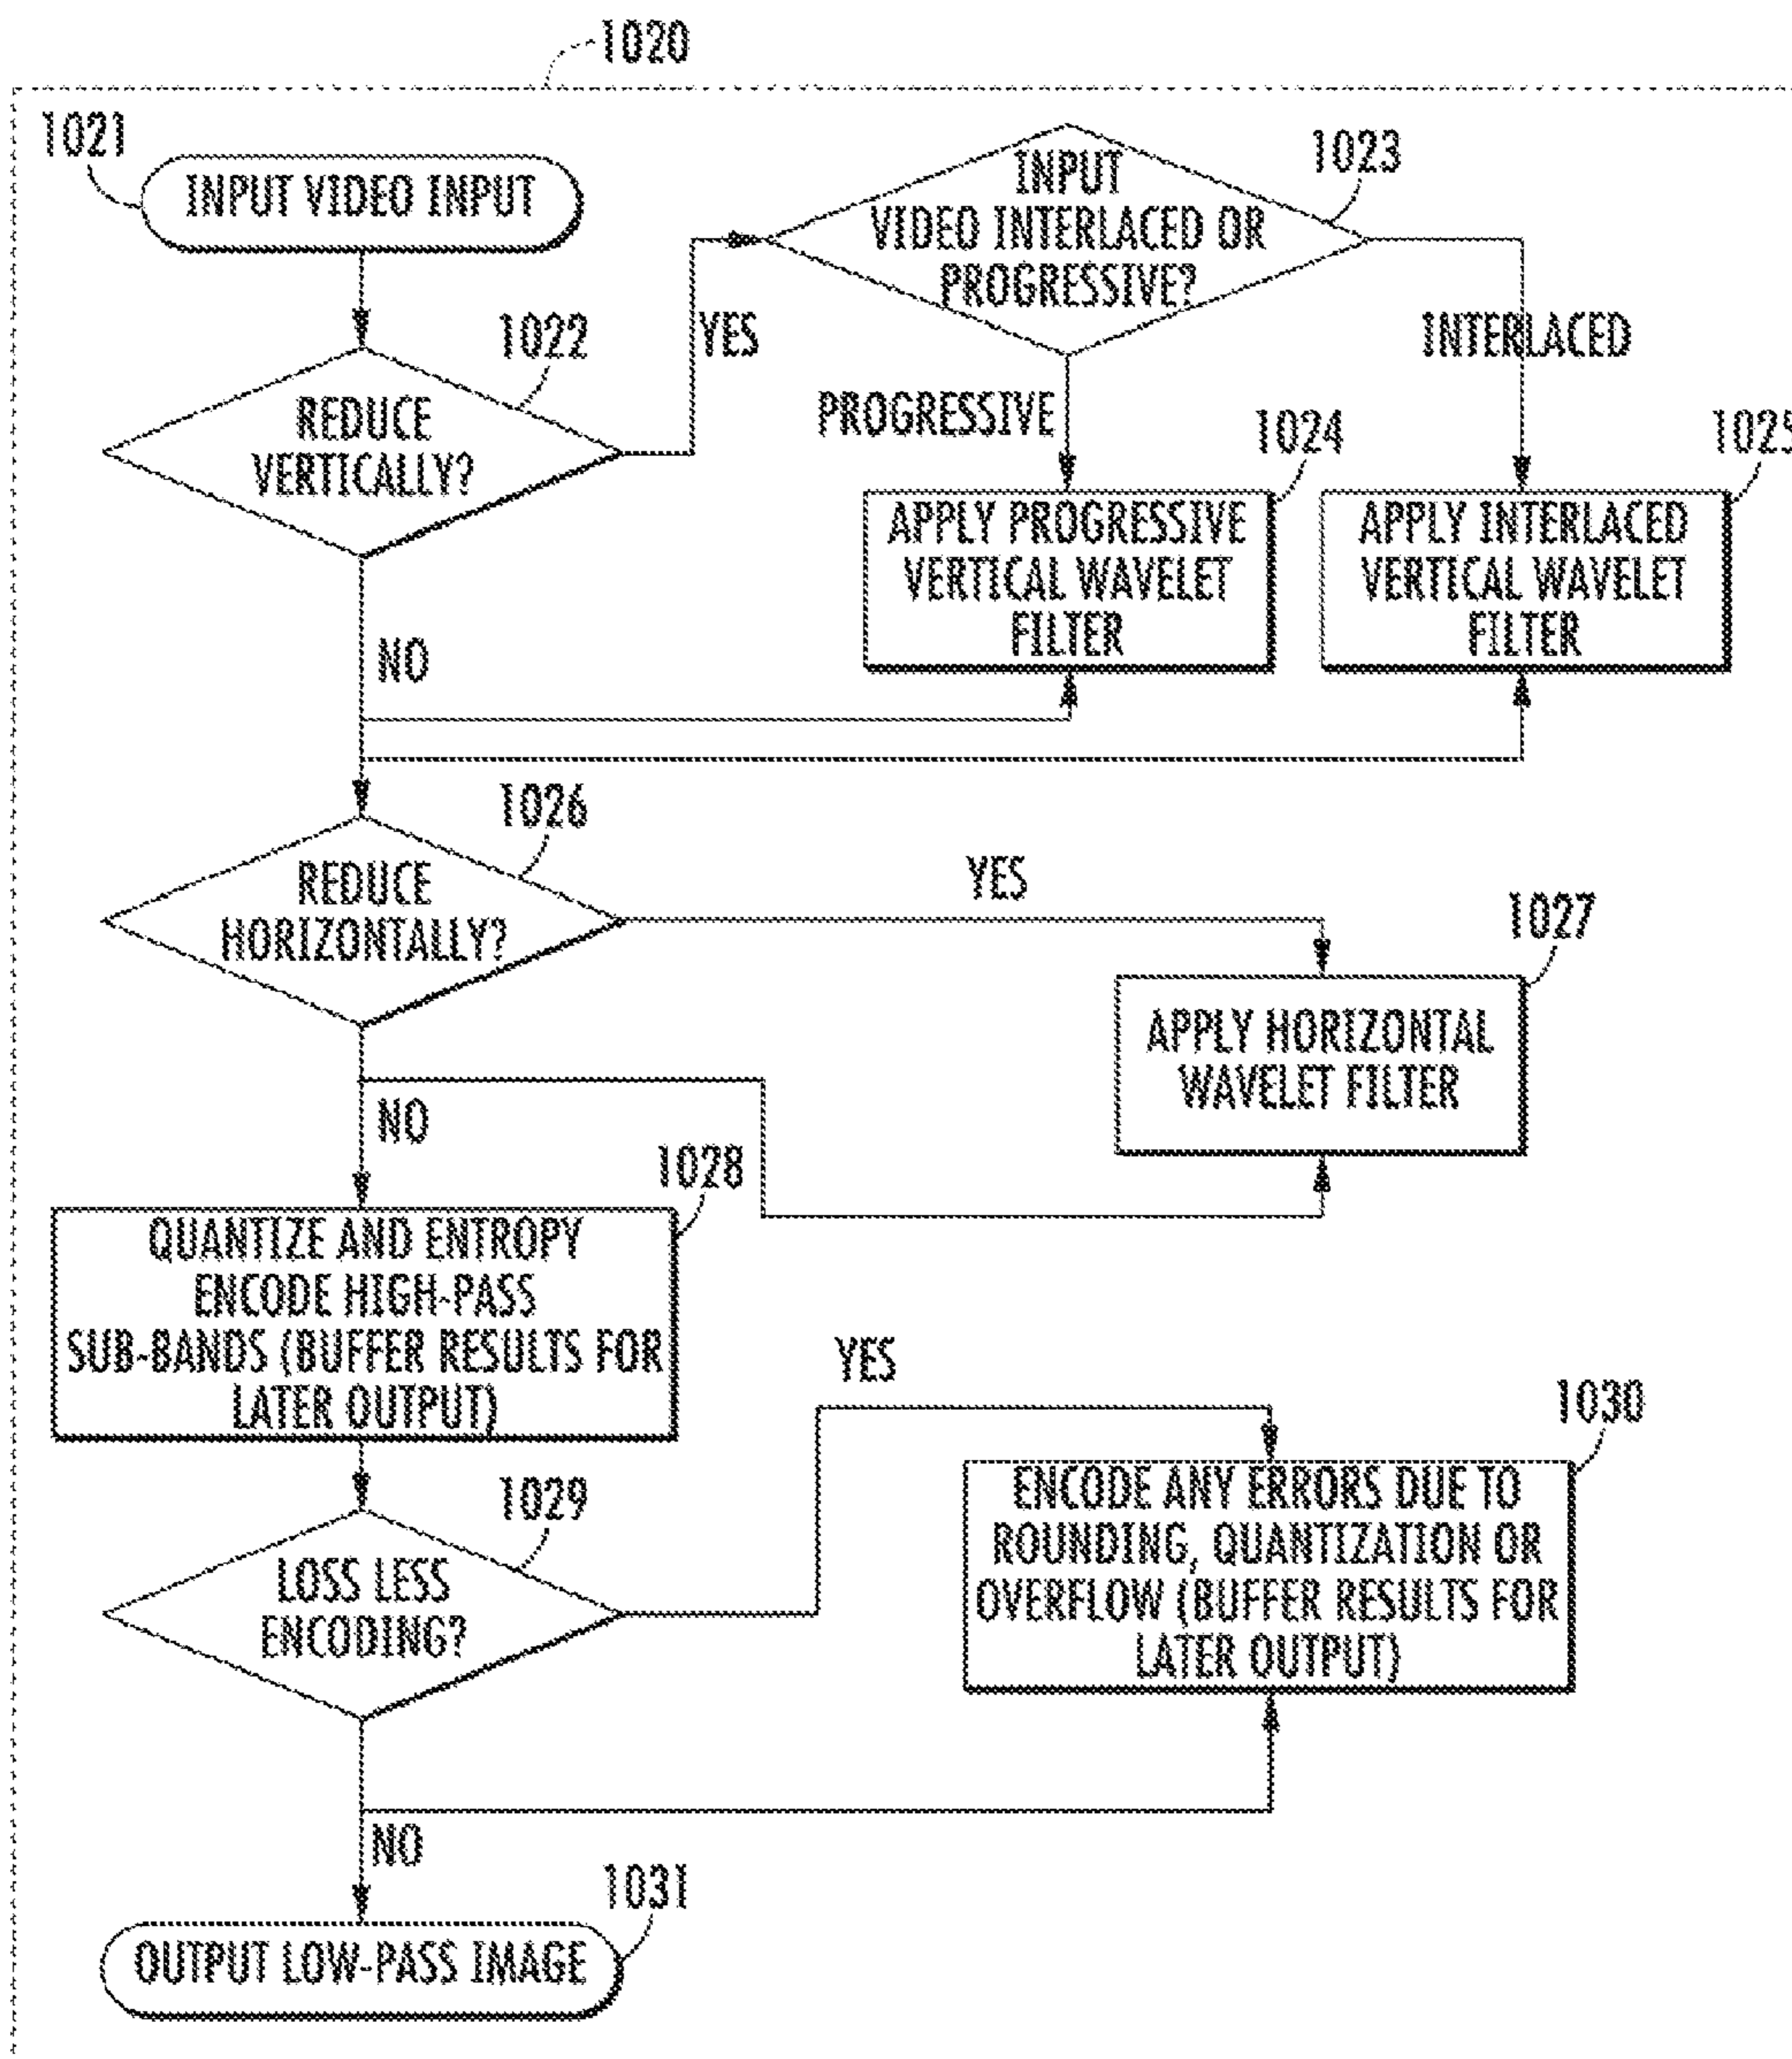 1020
1021
INPUT VIDEO INPUT
1022
REDUCE
VERTICALLY?
YES
NO
1023
INPUT
VIDEO INTERLACED OR
PROGRESSIVE?
PROGRESSIVE
INTERLACED
1024
APPLY PROGRESSIVE
VERTICAL WAVELET
FILTER
1025
APPLY INTERLACED
VERTICAL WAVELET
FILTER
1026
REDUCE
HORIZONTALLY?
YES
NO
1027
APPLY HORIZONTAL
WAVELET FILTER
1028
QUANTIZE AND ENTROPY
ENCODE HIGH-PASS
SUB-BANDS (BUFFER RESULTS FOR
LATER OUTPUT)
1029
LOSS LESS
ENCODING?
YES
NO
1030
ENCODE ANY ERRORS DUE TO
ROUNDING, QUANTIZATION OR
OVERFLOW (BUFFER RESULTS FOR
LATER OUTPUT)
1031
OUTPUT LOW-PASS IMAGE